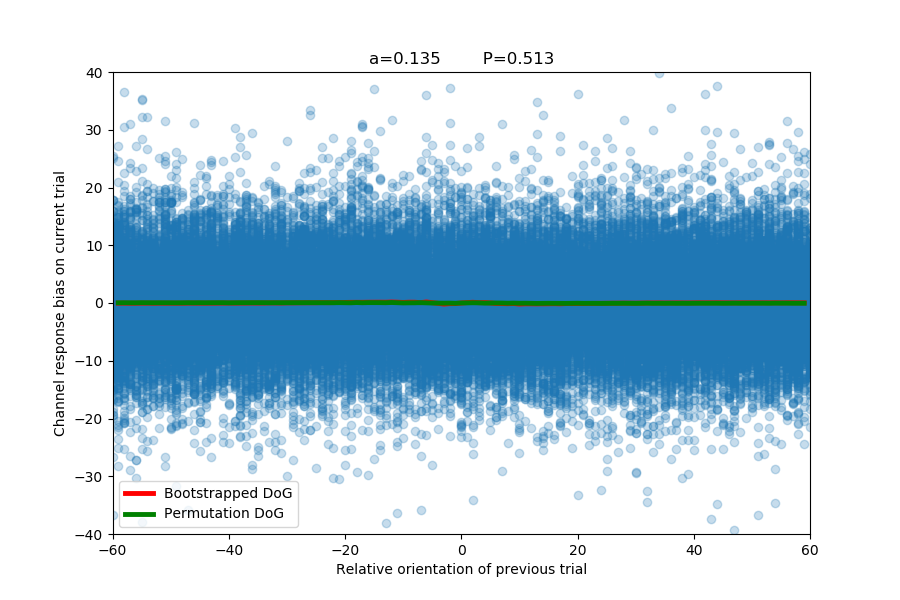 a=0.135 P=0.513
Channel response bias on current trial
40
30
20
10
0
−10
−20
−30
−40
Bootstrapped DoG
Permutation DoG
−60 −40 −20 0 20 40 60
Relative orientation of previous trial